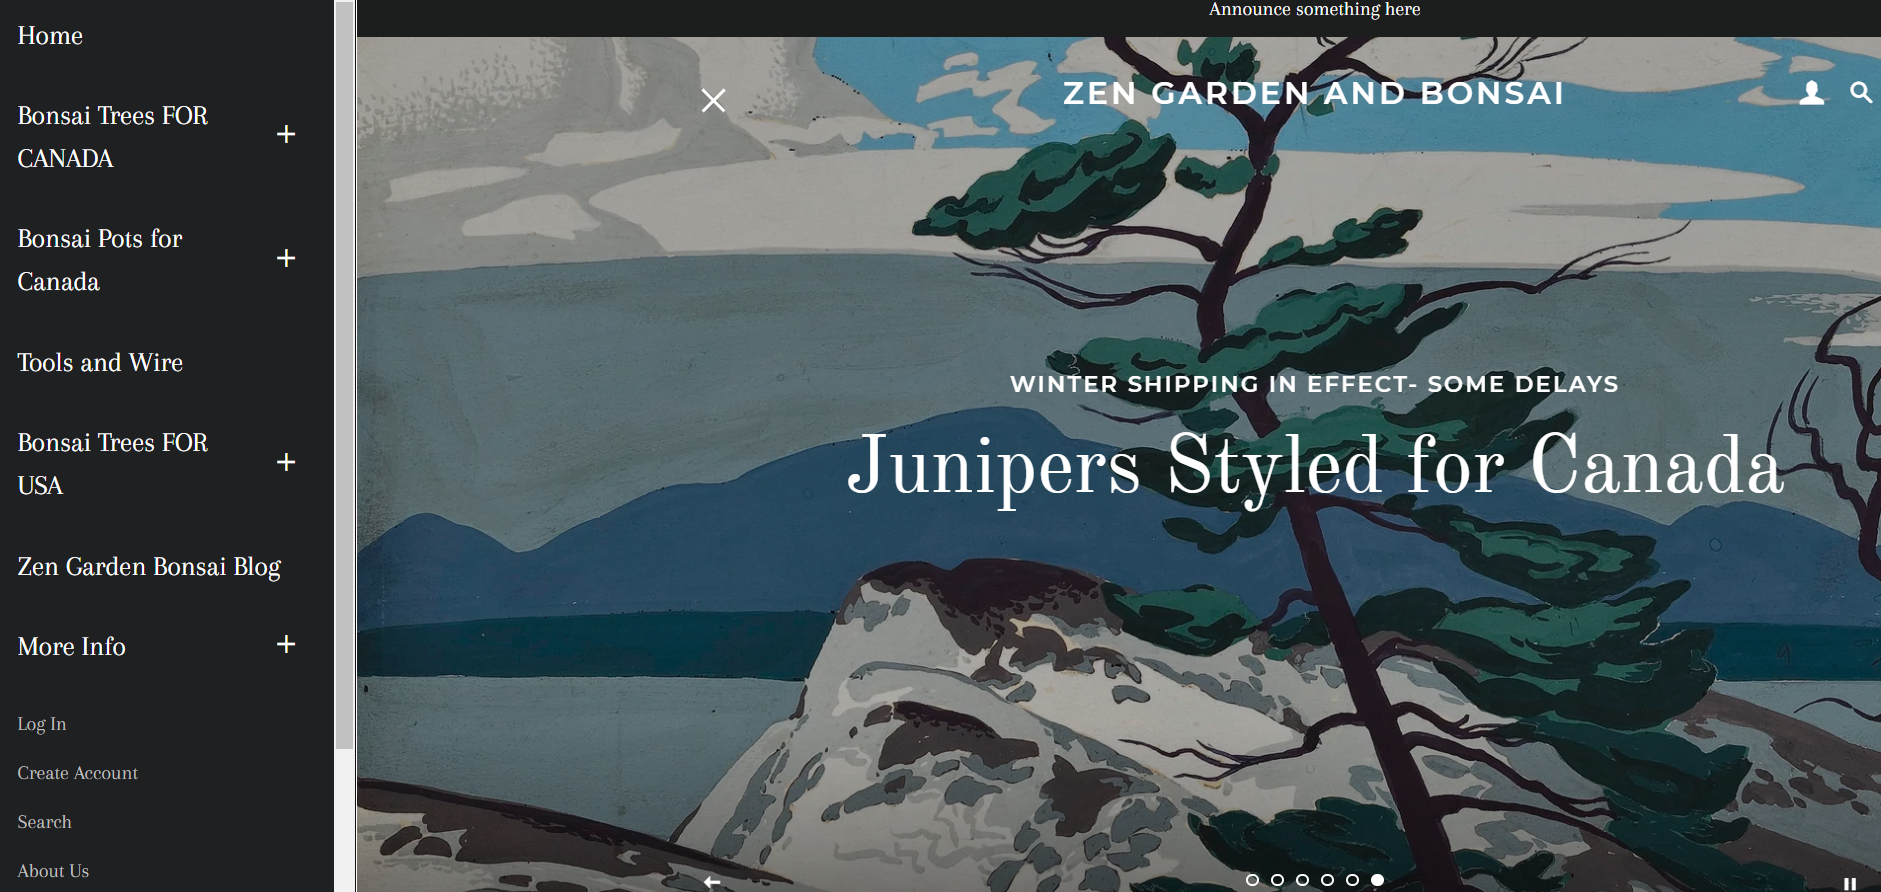 Home
Bonsai Trees FOR
CANADA
Bonsai Pots for
Canada
Tools and Wire
Bonsai Trees FOR
USA
Zen Garden Bonsai Blog
More Info
Log In
Create Account
Search
About Us
Announce something here
ZEN GARDEN AND BONSAI
WINTER SHIPPING IN EFFECT- SOME DELAYS
Junipers Styled for Canada